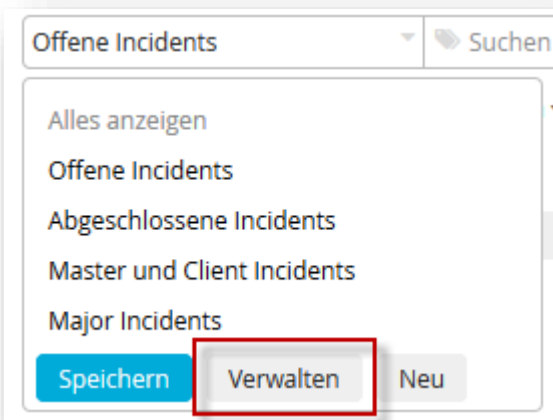 Offene Incidents Suchen
Alles anzeigen
Offene Incidents
Abgeschlossene Incidents
Master und Client Incidents
Major Incidents
Speichern Verwalten Neu